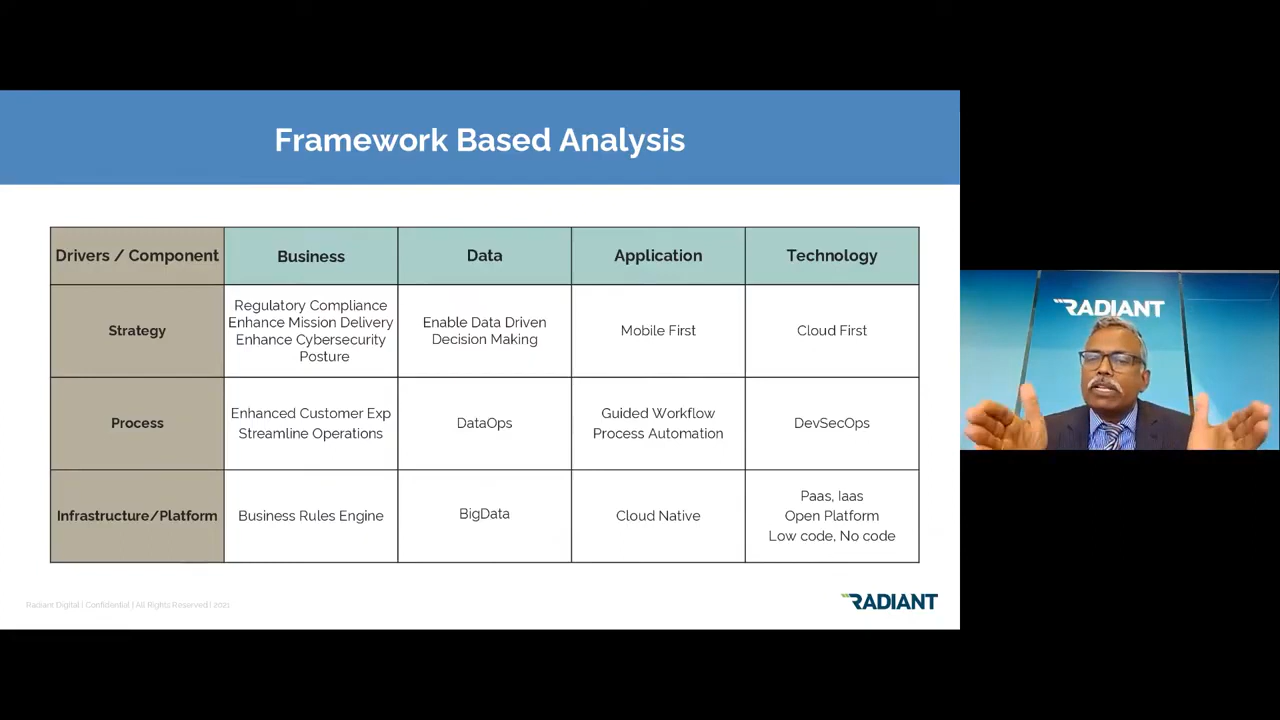 Framework Based Analysis
Drivers / Component
Business
Data
Application
Technology
Strategy
Regulatory Compliance
Enhance Mission Delivery
Enhance Cybersecurity
Posture
Enable Data Driven
Decision Making
Mobile First
Cloud First
Process
Enhanced Customer Exp
Streamline Operations
DataOps
Guided Workflow
Process Automation
DevSecOps
Infrastructure/Platform
Business Rules Engine
BigData
Cloud Native
Paas, Iaas
Open Platform
Low code, No code
Radiant Digital | Confidential | All Rights Reserved | 2021
RADIANT
RADIANT